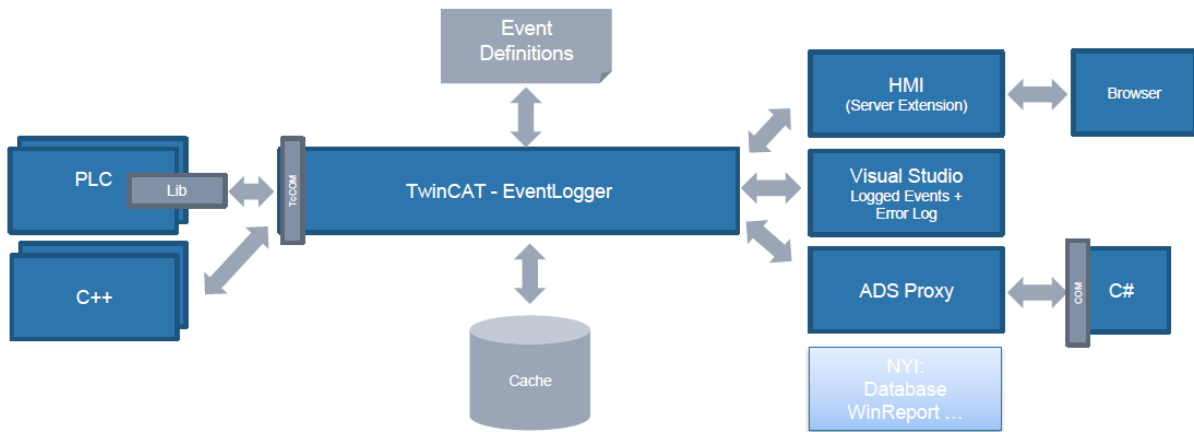 Event
Definitions
HMI
(Server Extension)
Browser
PLC
Lib
TcCOM
TwinCAT - EventLogger
Visual Studio
Logged Events +
Error Log
C++
ADS Proxy
COM
C#
Cache
NYI:
Database
WinReport ...